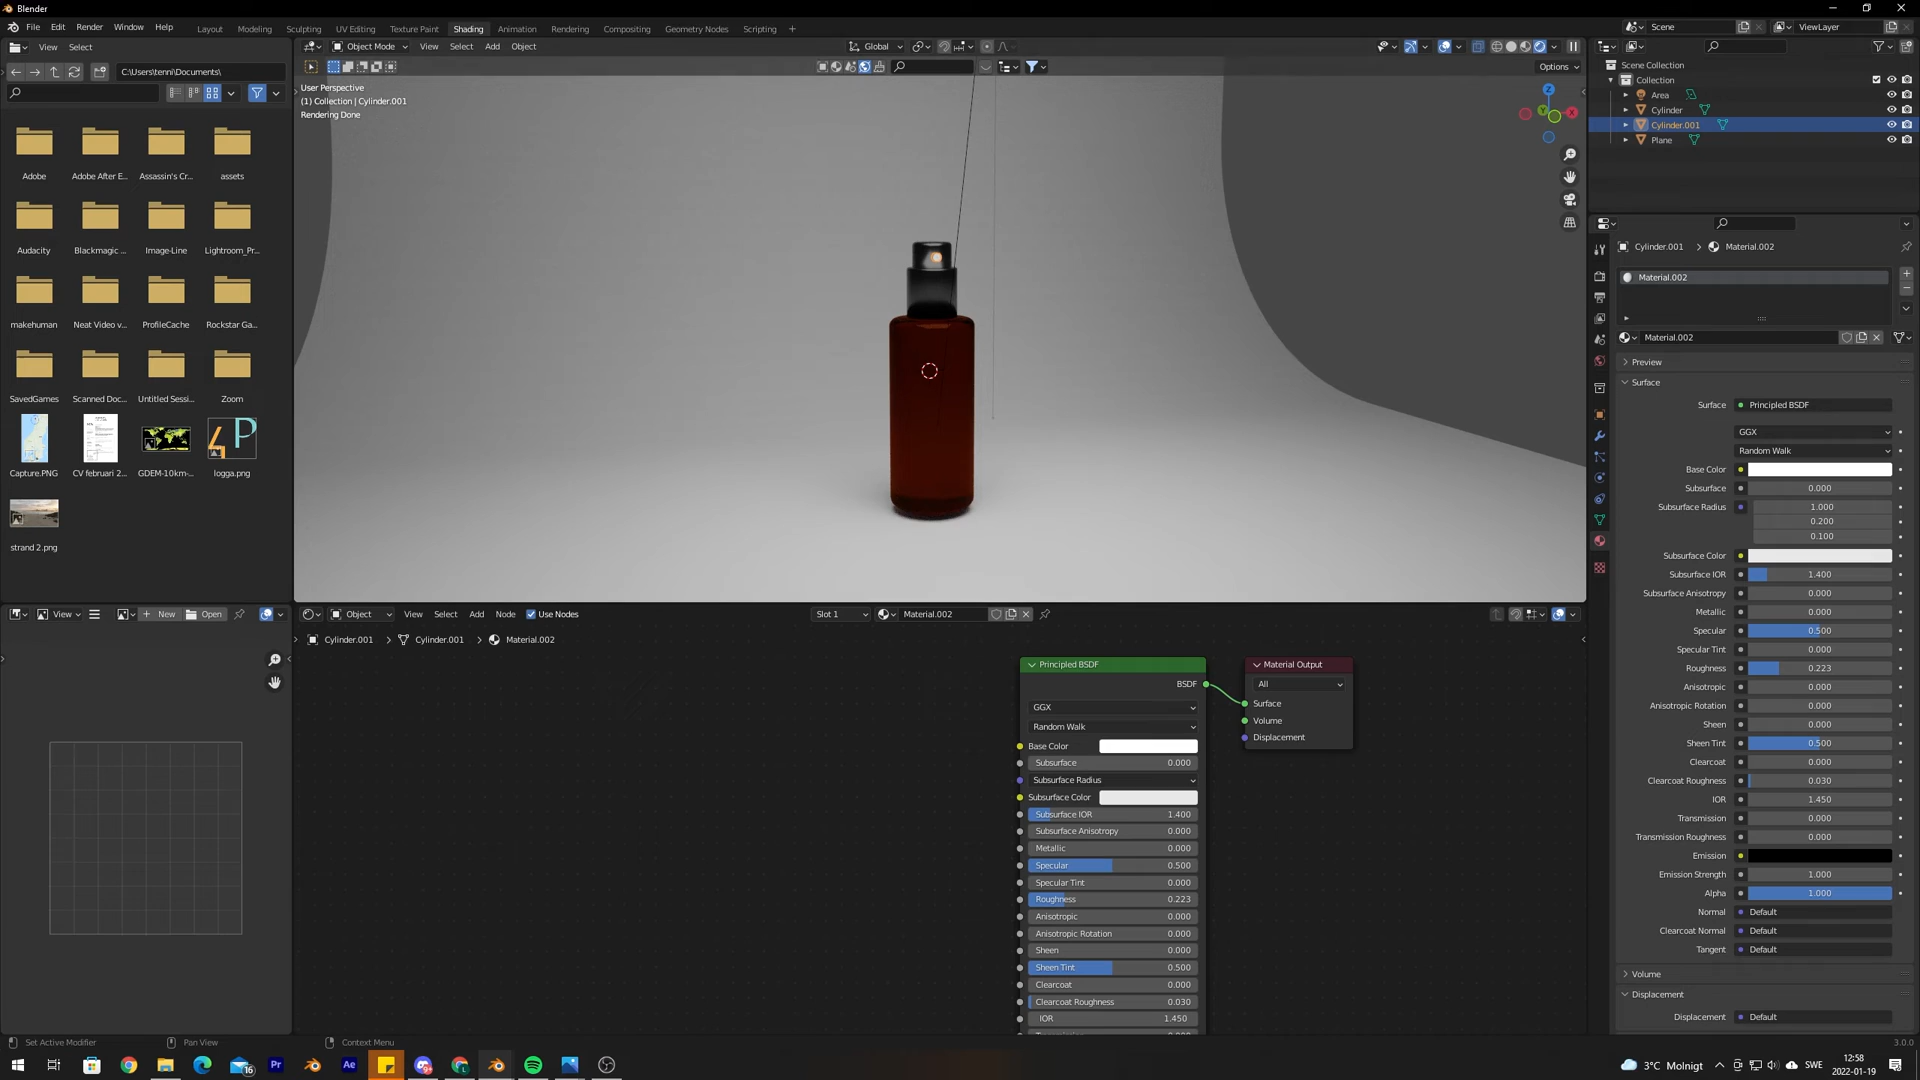 Blender
File Edit Render Window Help Layout Modeling Sculpting UV Editing Texture Paint Shading Animation Rendering Compositing Geometry Nodes Scripting + Scene ViewLayer
View Select
Object Mode View Select Add Object Global
C:\Users\tenni\Documents\
Options
User Perspective
(1) Collection | Cylinder.001
Rendering Done
Z
Y
X
Adobe Adobe After E... Assassin's Cr... assets
Audacity Blackmagic ... Image-Line Lightroom_Pr...
makehuman Neat Video v... ProfileCache Rockstar Ga...
SavedGames Scanned Doc... Untitled Sessi... Zoom
Capture.PNG CV februari 2... GDEM-10km-... logga.png
strand 2.png
Scene Collection
Collection
Area
Cylinder
Cylinder.001
Plane
Cylinder.001 > Material.002
Material.002
Material.002
Preview
Surface
Surface Principled BSDF
GGX
Random Walk
Base Color
Subsurface 0.000
Subsurface Radius 1.000
0.200
0.100
Subsurface Color
Subsurface IOR 1.400
Subsurface Anisotropy 0.000
Metallic 0.000
Specular 0.500
Specular Tint 0.000
Roughness 0.223
Anisotropic 0.000
Anisotropic Rotation 0.000
Sheen 0.000
Sheen Tint 0.500
Clearcoat 0.000
Clearcoat Roughness 0.030
IOR 1.450
Transmission 0.000
Transmission Roughness 0.000
Emission
Emission Strength 1.000
Alpha 1.000
Normal Default
Clearcoat Normal Default
Tangent Default
Volume
Displacement
Displacement Default
View + New Open
Object View Select Add Node Use Nodes Slot 1 Material.002
Cylinder.001 > Cylinder.001 > Material.002
Principled BSDF
BSDF
GGX
Random Walk
Base Color
Subsurface 0.000
Subsurface Radius
Subsurface Color
Subsurface IOR 1.400
Subsurface Anisotropy 0.000
Metallic 0.000
Specular 0.500
Specular Tint 0.000
Roughness 0.223
Anisotropic 0.000
Anisotropic Rotation 0.000
Sheen 0.000
Sheen Tint 0.500
Clearcoat 0.000
Clearcoat Roughness 0.030
IOR 1.450
Material Output
All
Surface
Volume
Displacement
Set Active Modifier Pan View Context Menu 3.0.0
16 Pr Ae 3°C Molnigt SWE 12:58
2022-01-19